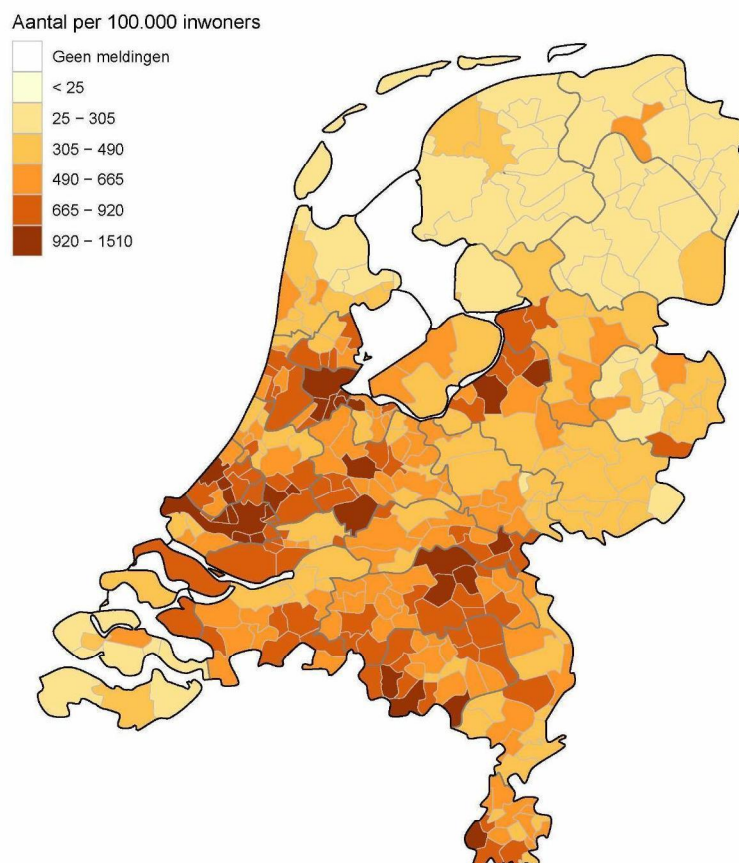 Aantal per 100.000 inwoners
Geen meldingen
< 25
25 − 305
305 − 490
490 − 665
665 − 920
920 − 1510